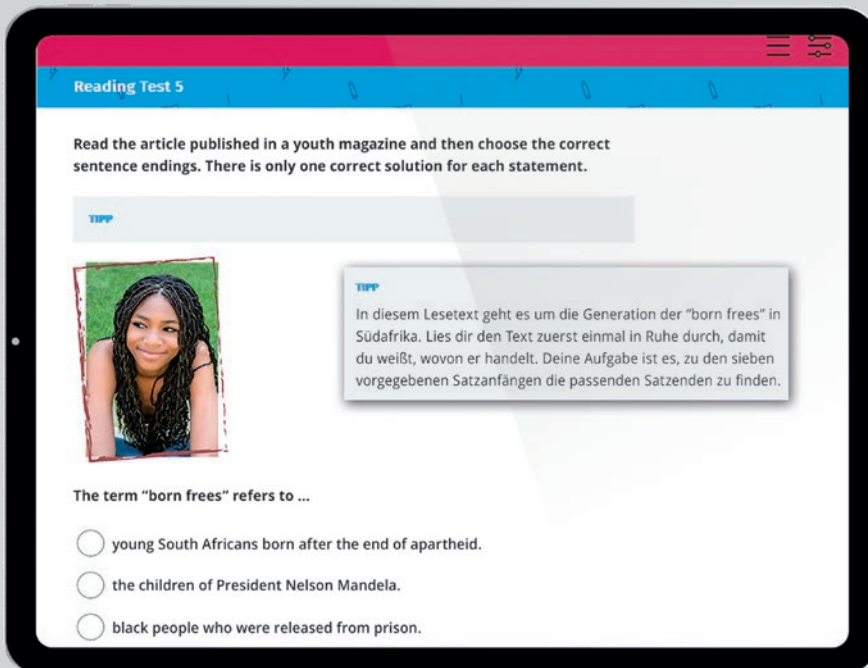 Reading Test 5
Read the article published in a youth magazine and then choose the correct
sentence endings. There is only one correct solution for each statement.
TIPP
TIPP
In diesem Lesetext geht es um die Generation der "born frees" in
Südafrika. Lies dir den Text zuerst einmal in Ruhe durch, damit
du weißt, wovon er handelt. Deine Aufgabe ist es, zu den sieben
vorgegebenen Satzanfängen die passenden Satzenden zu finden.
The term "born frees" refers to ...
young South Africans born after the end of apartheid.
the children of President Nelson Mandela.
black people who were released from prison.